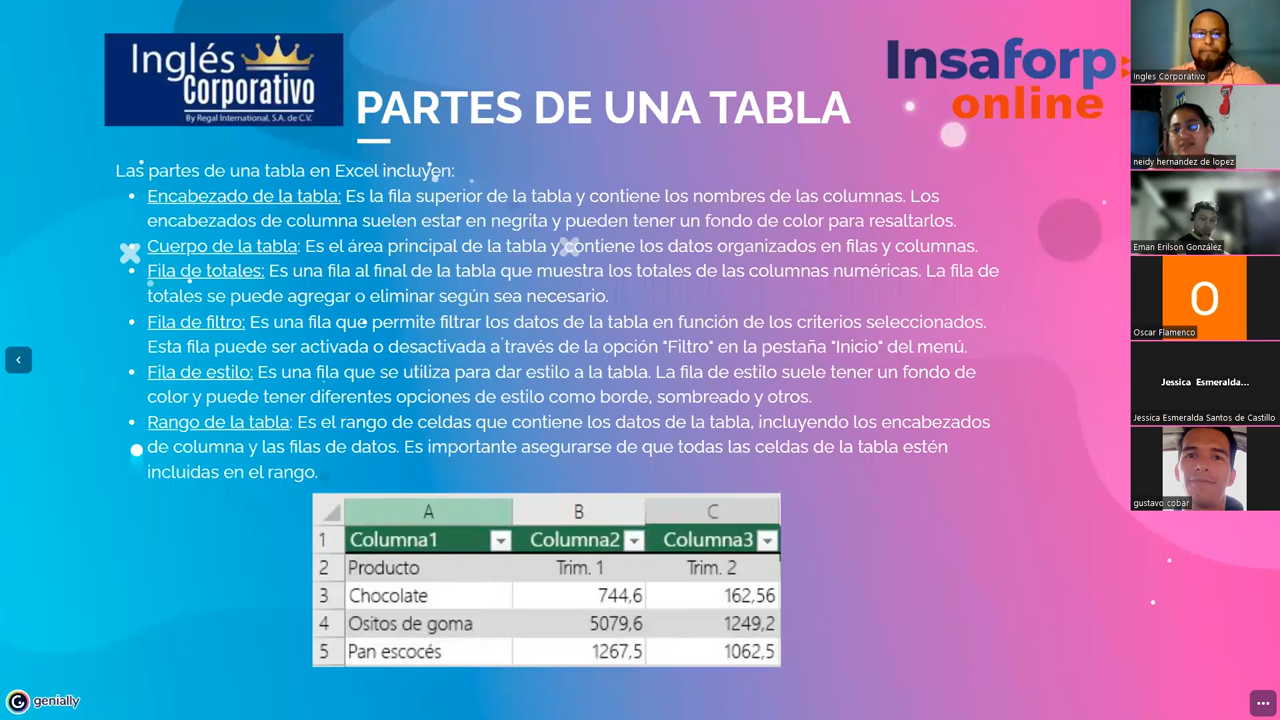 Inglés
Corporativo
By Regal International, S.A. de C.V.
PARTES DE UNA TABLA
Insaforp
online
Las partes de una tabla en Excel incluyen:
• Encabezado de la tabla: Es la fila superior de la tabla y contiene los nombres de las columnas. Los
encabezados de columna suelen estar en negrita y pueden tener un fondo de color para resaltarlos.
• Cuerpo de la tabla: Es el área principal de la tabla y contiene los datos organizados en filas y columnas.
• Fila de totales: Es una fila al final de la tabla que muestra los totales de las columnas numéricas. La fila de
totales se puede agregar o eliminar según sea necesario.
• Fila de filtro: Es una fila que permite filtrar los datos de la tabla en función de los criterios seleccionados.
Esta fila puede ser activada o desactivada a través de la opción "Filtro" en la pestaña "Inicio" del menú.
• Fila de estilo: Es una fila que se utiliza para dar estilo a la tabla. La fila de estilo suele tener un fondo de
color y puede tener diferentes opciones de estilo como borde, sombreado y otros.
• Rango de la tabla: Es el rango de celdas que contiene los datos de la tabla, incluyendo los encabezados
de columna y las filas de datos. Es importante asegurarse de que todas las celdas de la tabla estén
incluidas en el rango.
A B C
1 Columna1 Columna2 Columna3
2 Producto Trim. 1 Trim. 2
3 Chocolate 744,6 162,56
4 Ositos de goma 5079,6 1249,2
5 Pan escocés 1267,5 1062,5
genially
Ingles Corporativo
neidy hernandez de lopez
Eman Erilson González
O
Oscar Flamenco
Jessica Esmeralda...
Jessica Esmeralda Santos de Castillo
gustavo cobar